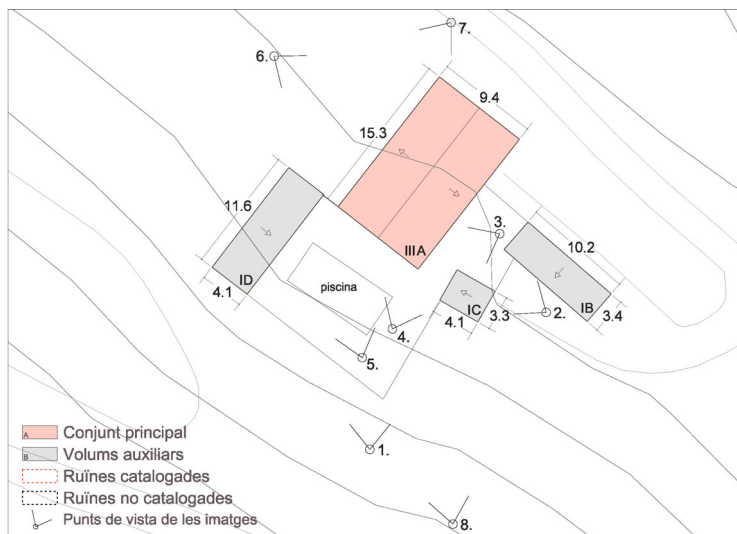 7.
6.
9.4
15.3
11.6
3.
IIIA
10.2
ID
piscina
IC
IB
4.1
4.1
3.3
2.
3.4
4.
5.
A Conjunt principal
B Volums auxiliars
Ruïnes catalogades
Ruïnes no catalogades
Punts de vista de les imatges
1.
8.